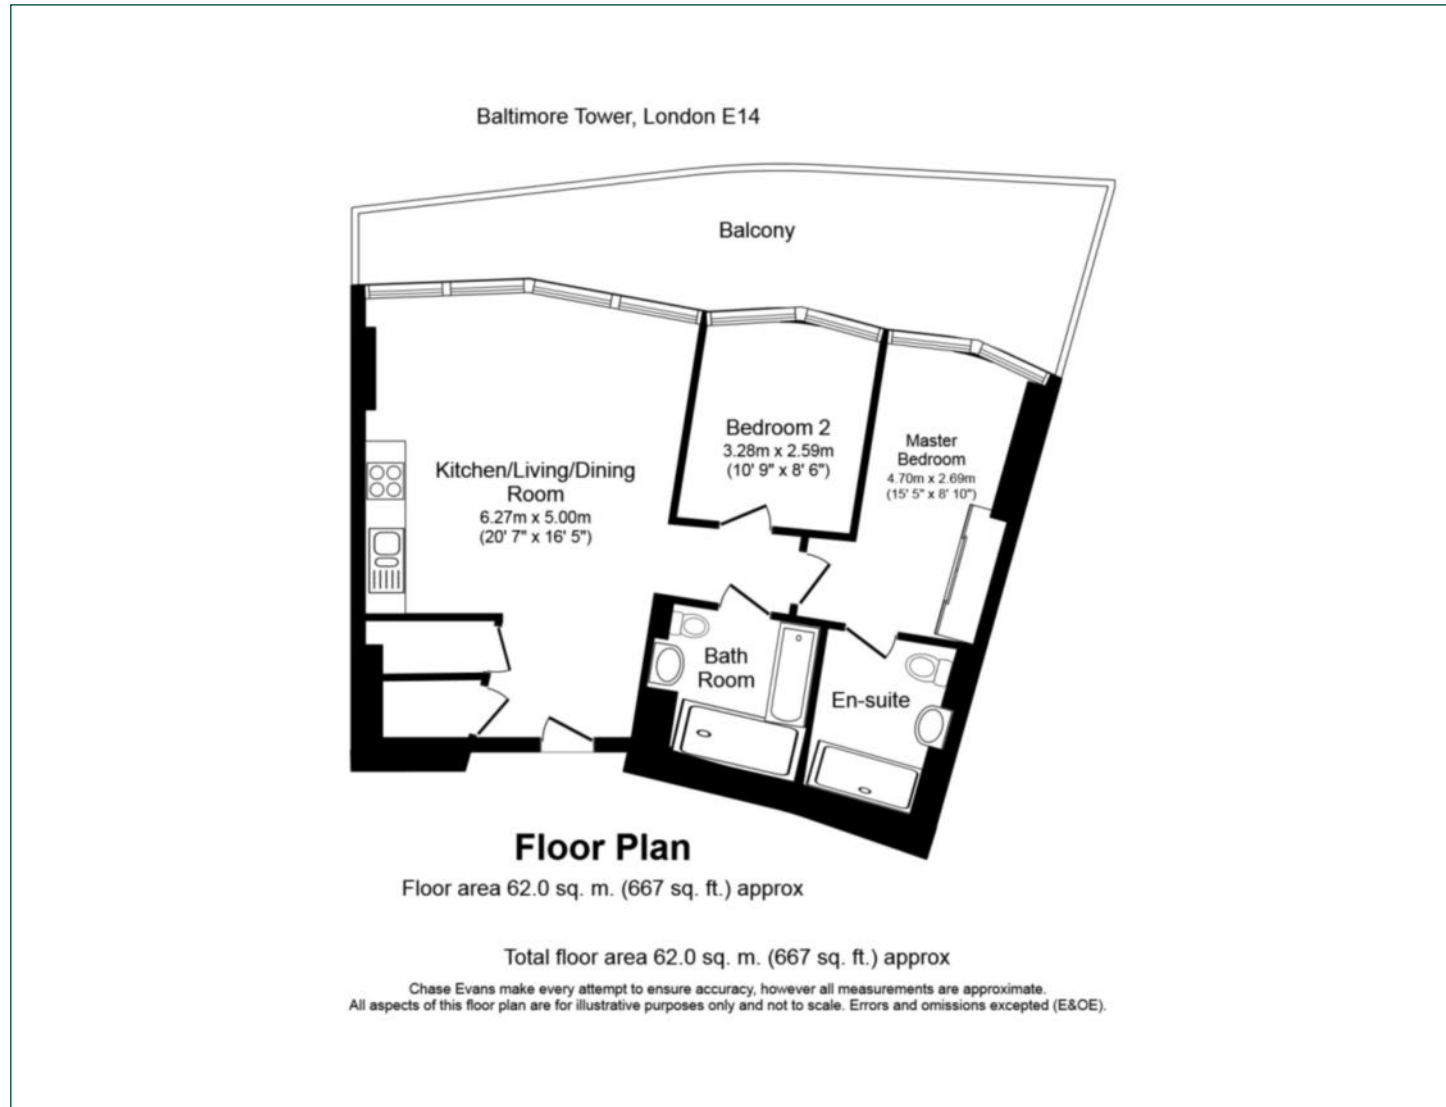 Baltimore Tower, London E14
Balcony
Bedroom 2
3.28m x 2.59m
(10' 9" x 8' 6")
Master
Bedroom
4.70m x 2.69m
(15' 5" x 8' 10")
Kitchen/Living/Dining
Room
6.27m x 5.00m
(20' 7" x 16' 5")
Bath
Room
En-suite
Floor Plan
Floor area 62.0 sq. m. (667 sq. ft.) approx
Total floor area 62.0 sq. m. (667 sq. ft.) approx
Chase Evans make every attempt to ensure accuracy, however all measurements are approximate.
All aspects of this floor plan are for illustrative purposes only and not to scale. Errors and omissions excepted (E&OE).